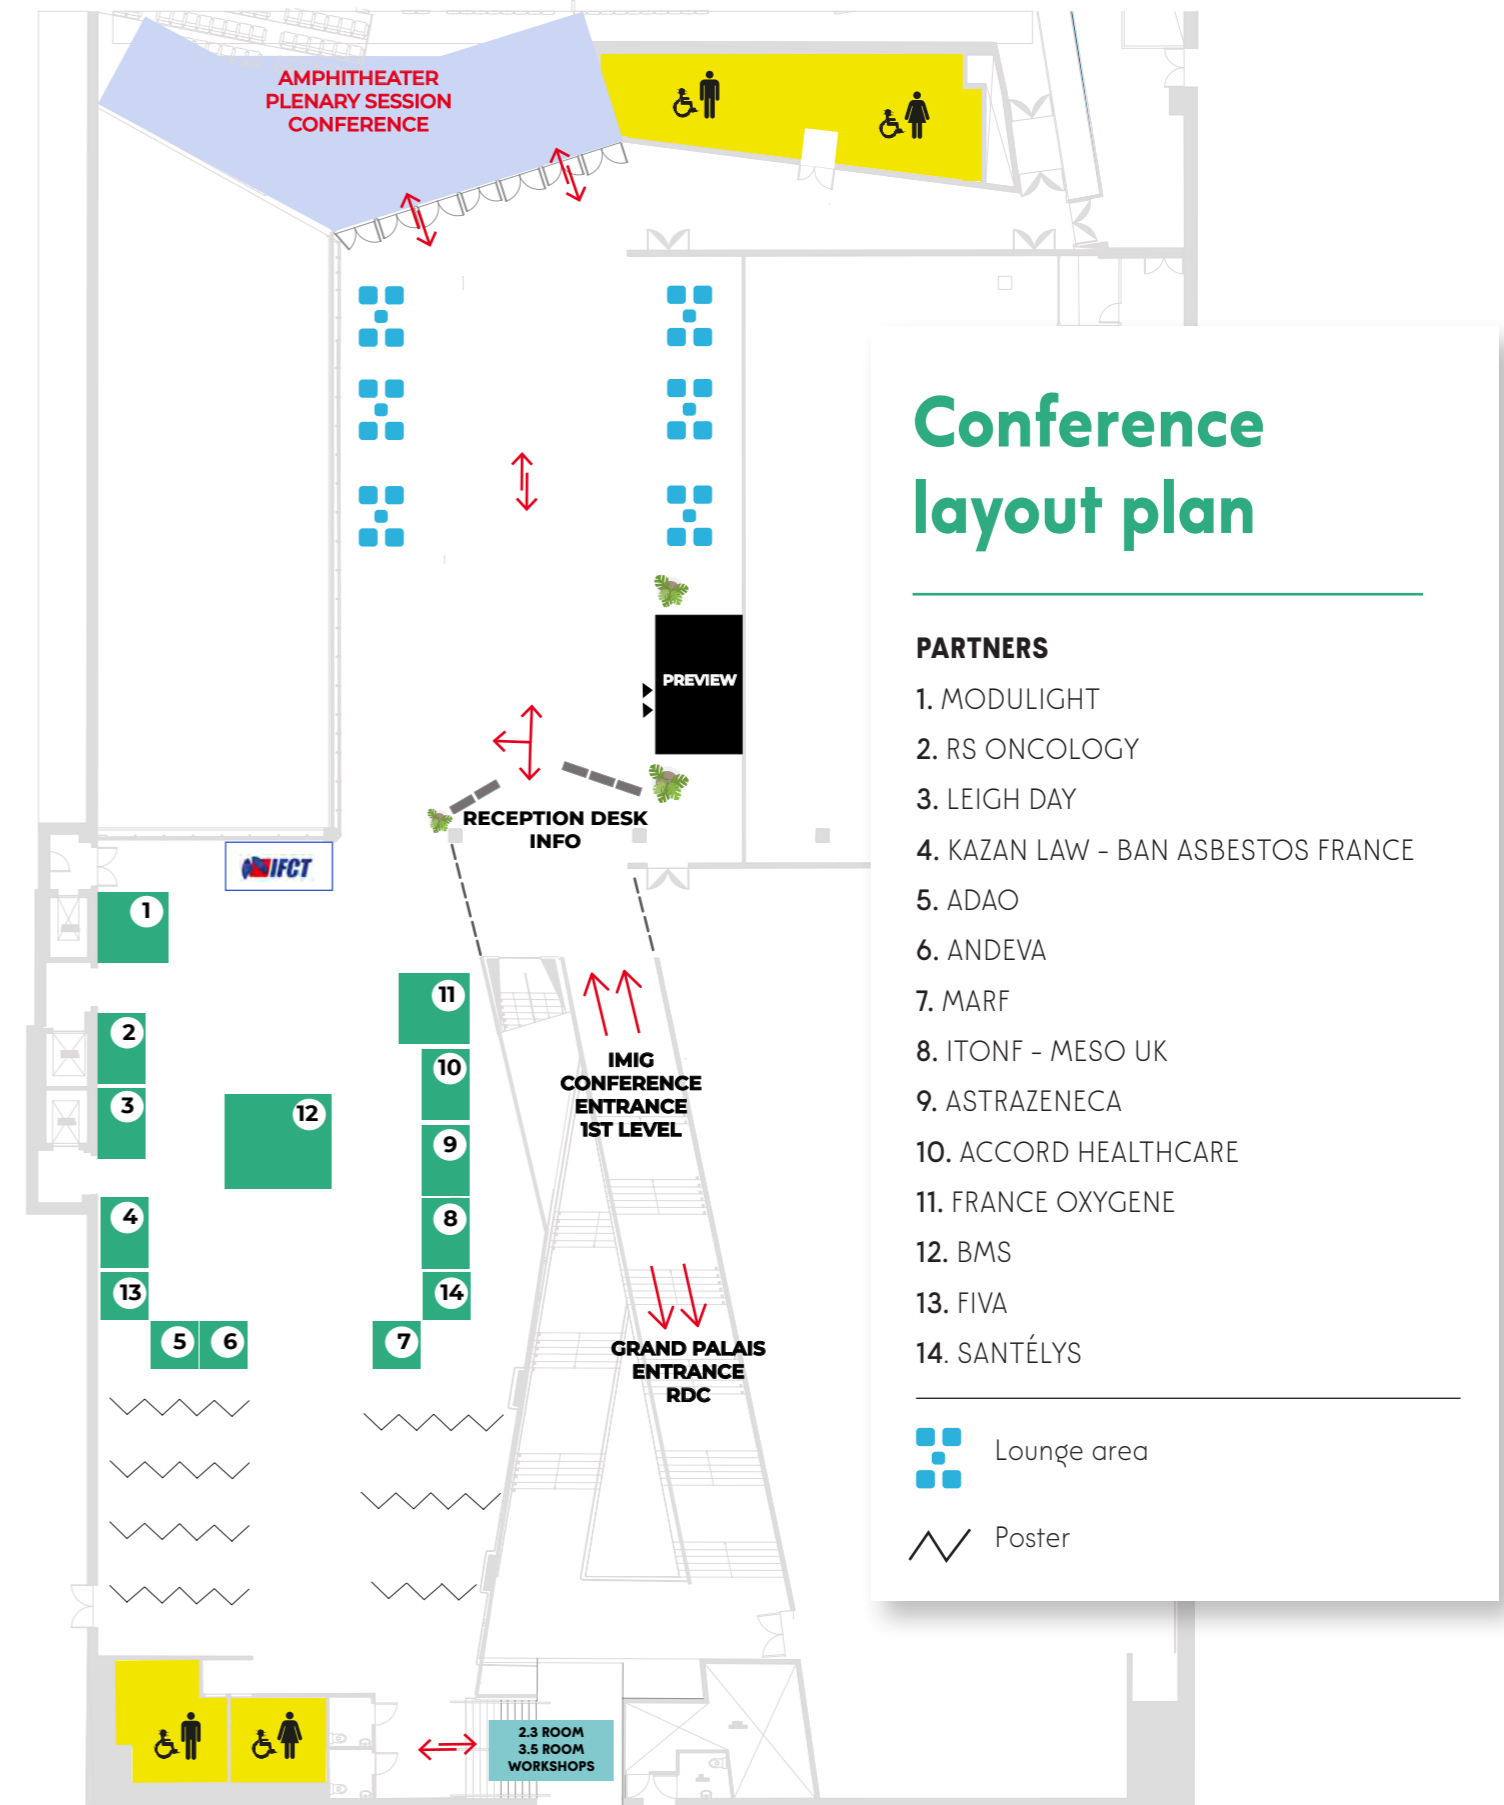 AMPHITHEATER
PLENARY SESSION
CONFERENCE
Conference
layout plan
PARTNERS
1. MODULIGHT
2. RS ONCOLOGY
3. LEIGH DAY
4. KAZAN LAW - BAN ASBESTOS FRANCE
5. ADAO
6. ANDEVA
7. MARF
8. ITONF - MESO UK
9. ASTRAZENECA
10. ACCORD HEALTHCARE
11. FRANCE OXYGENE
12. BMS
13. FIVA
14. SANTÉLYS
Lounge area
Poster
PREVIEW
RECEPTION DESK
INFO
IFCT
1
2
3
4
13
5
6
7
14
8
9
10
11
12
IMIG
CONFERENCE
ENTRANCE
1ST LEVEL
GRAND PALAIS
ENTRANCE
RDC
2.3 ROOM
3.5 ROOM
WORKSHOPS